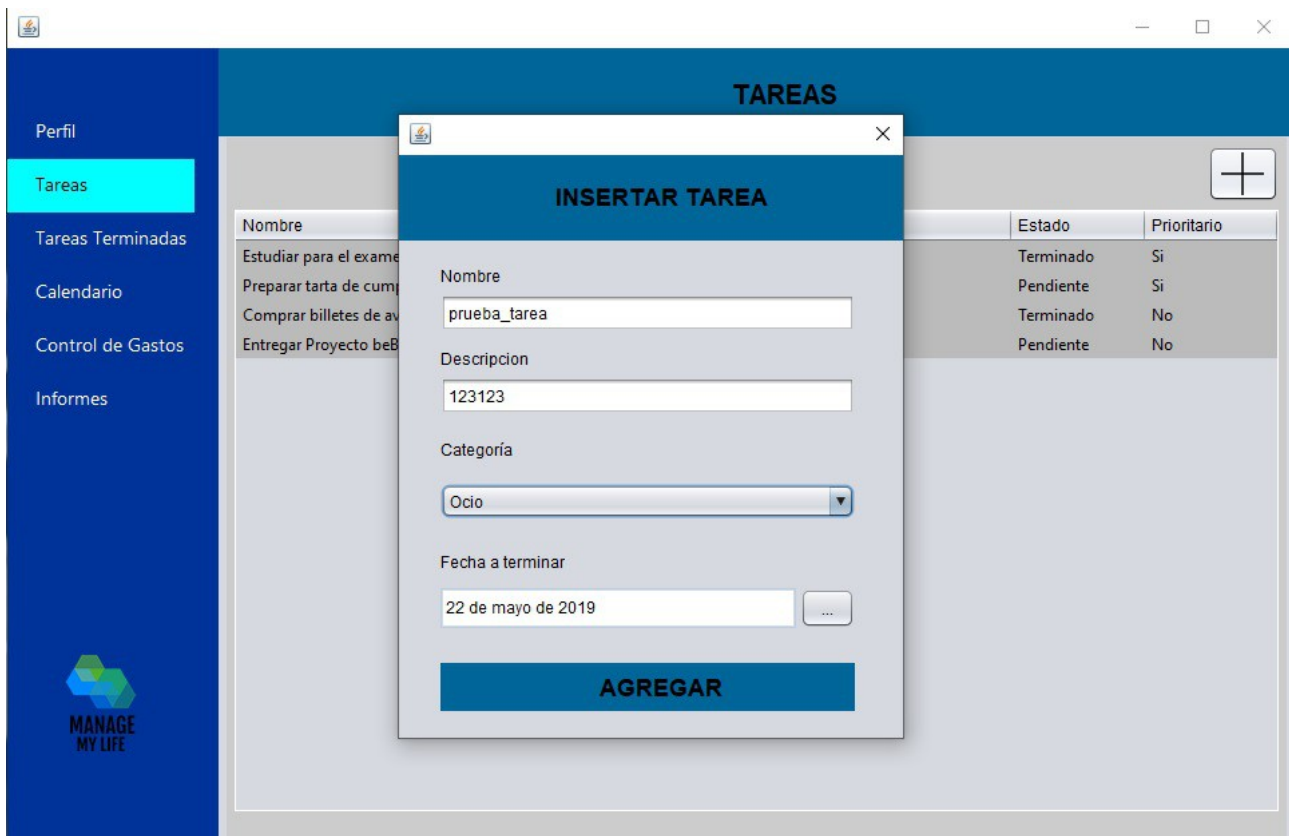 TAREAS
Perfil
Tareas
Tareas Terminadas
Calendario
Control de Gastos
Informes
MANAGE
MY LIFE
Nombre Estado Prioritario
Estudiar para el exame Terminado Si
Preparar tarta de cump Pendiente Si
Comprar billetes de av Terminado No
Entregar Proyecto beB Pendiente No
INSERTAR TAREA
Nombre
prueba_tarea
Descripcion
123123
Categoría
Ocio
Fecha a terminar
22 de mayo de 2019
...
AGREGAR